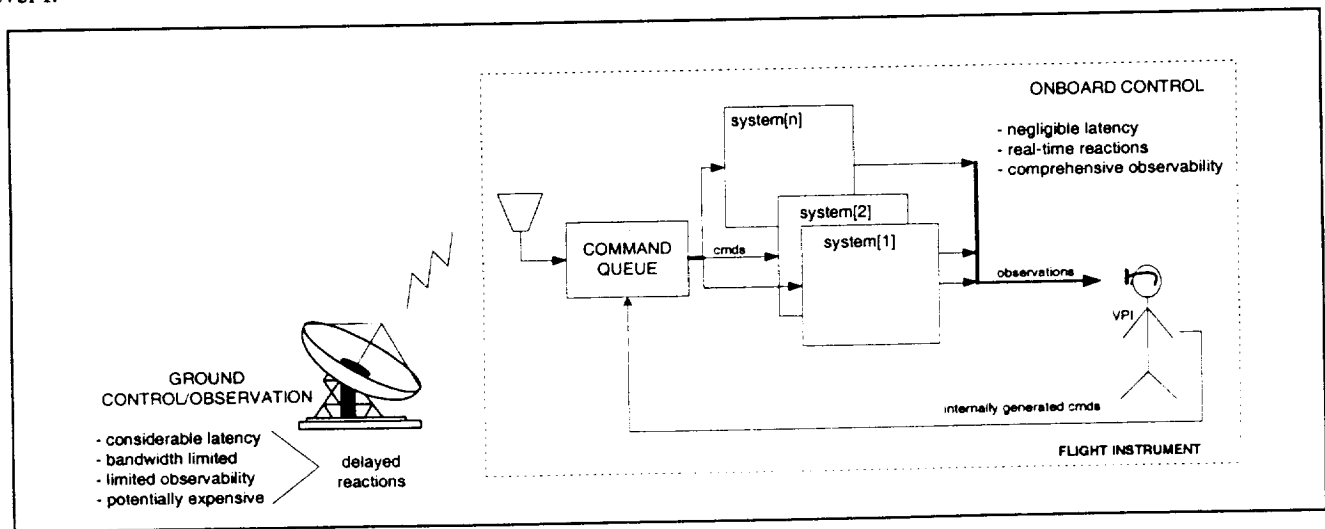 ONBOARD CONTROL
- negligible latency
- real-time reactions
- comprehensive observability
system[n]
system[2]
system[1]
COMMAND
QUEUE
cmds
observations
VPI
internally generated cmds
FLIGHT INSTRUMENT
GROUND
CONTROL/OBSERVATION
- considerable latency
- bandwidth limited
- limited observability
- potentially expensive
delayed
reactions